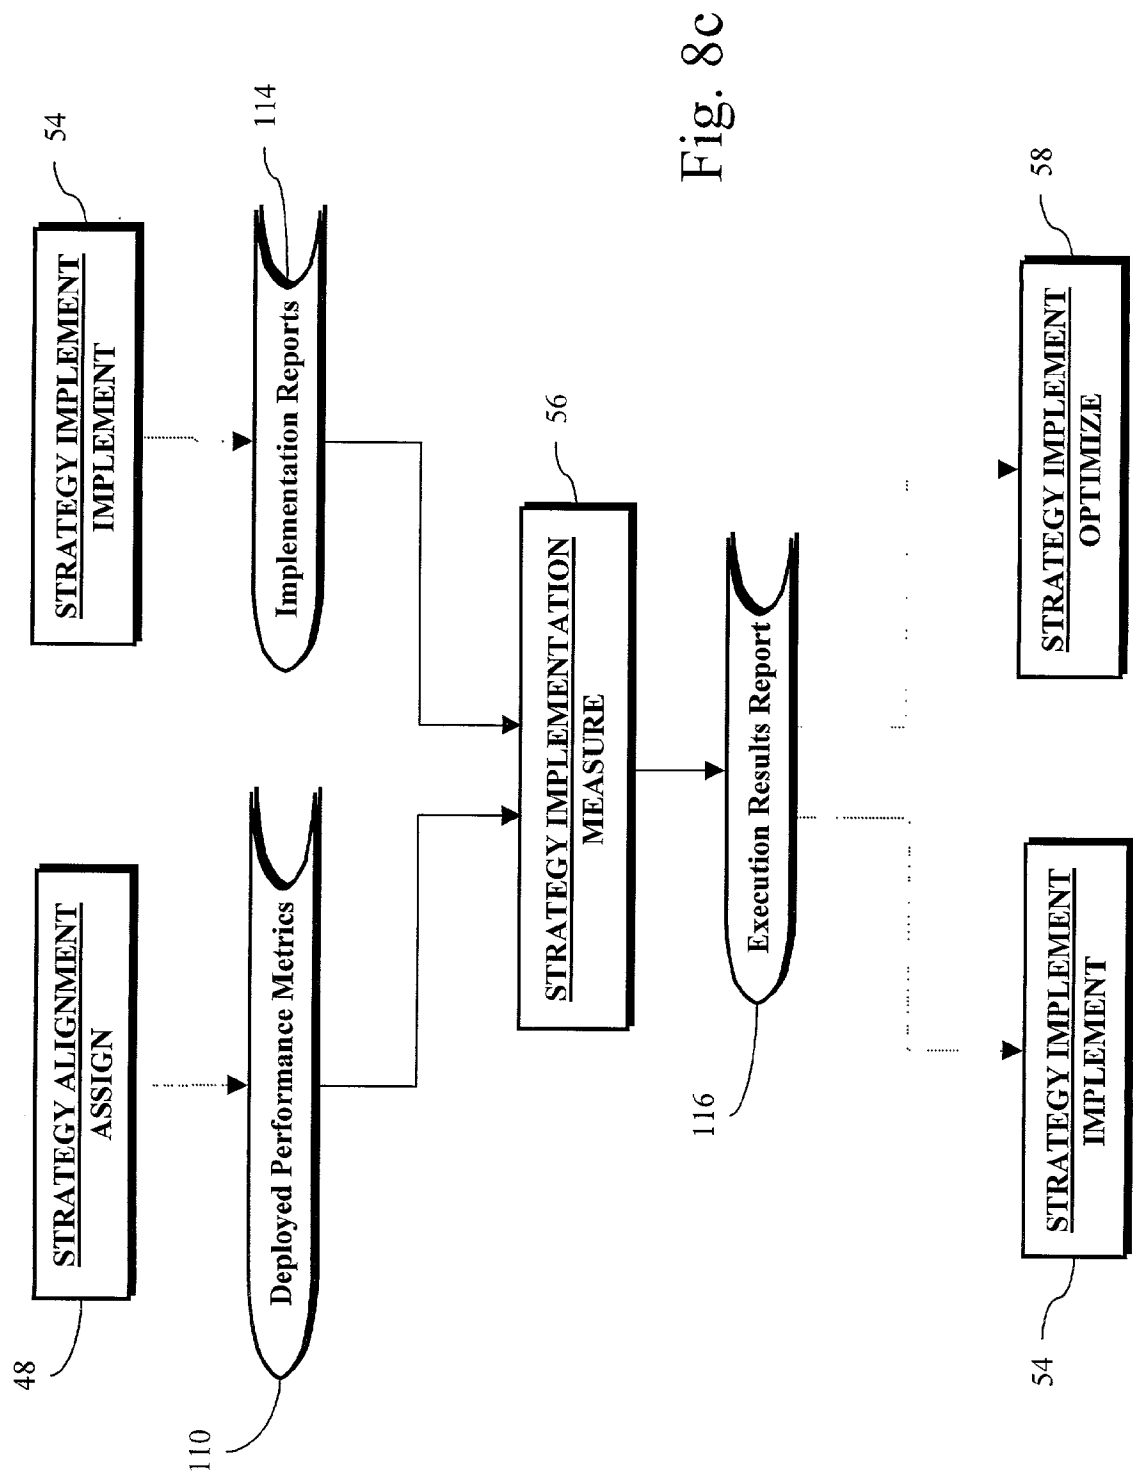 48
STRATEGY ALIGNMENT
ASSIGN
54
STRATEGY IMPLEMENT
IMPLEMENT
110
Deployed Performance Metrics
114
Implementation Reports
56
STRATEGY IMPLEMENTATION
MEASURE
116
Execution Results Report
54
STRATEGY IMPLEMENT
IMPLEMENT
58
STRATEGY IMPLEMENT
OPTIMIZE
Fig. 8c